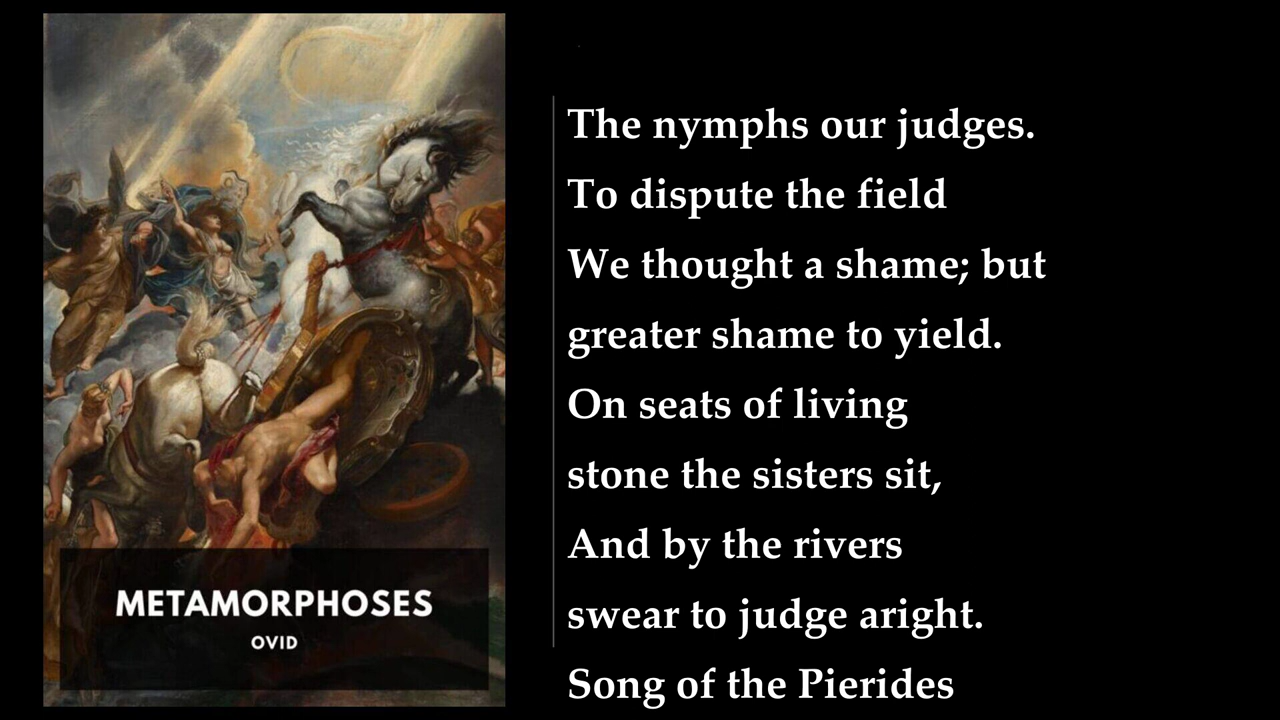 METAMORPHOSES
OVID
The nymphs our judges.
To dispute the field
We thought a shame; but
greater shame to yield.
On seats of living
stone the sisters sit,
And by the rivers
swear to judge aright.
Song of the Pierides